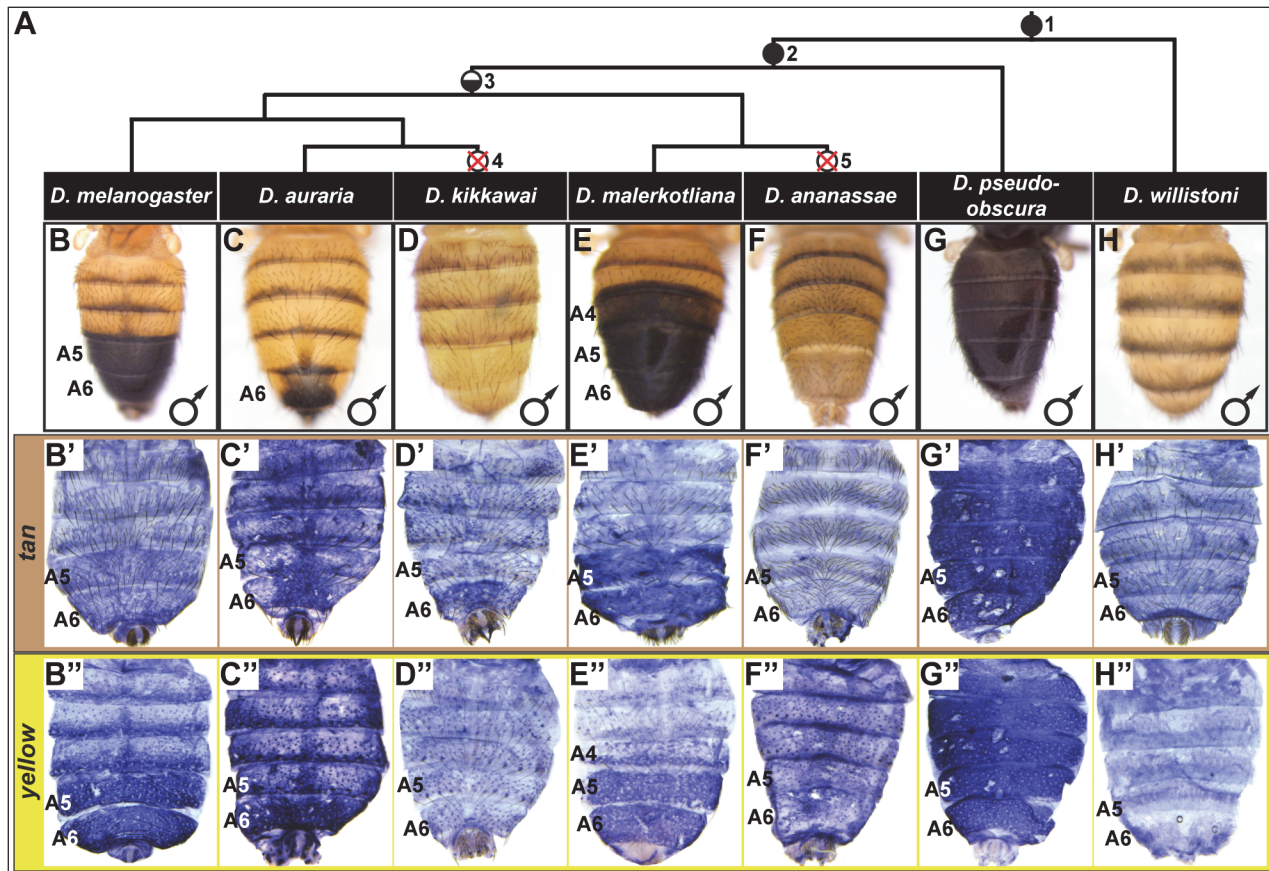 A
1
2
3
4
5
D. melanogaster
D. auraria
D. kikkawai
D. malerkotliana
D. ananassae
D. pseudo-
obscura
D. willistoni
B
A5
A6
C
A6
D
E
A4
A5
A6
F
G
H
tan
B'
A5
A6
C'
A5
A6
D'
A5
A6
E'
A5
A6
F'
A5
A6
G'
A5
A6
H'
A5
A6
yellow
B''
A5
A6
C''
A5
A6
D''
A5
A6
E''
A4
A5
A6
F''
A5
A6
G''
A5
A6
H''
A5
A6